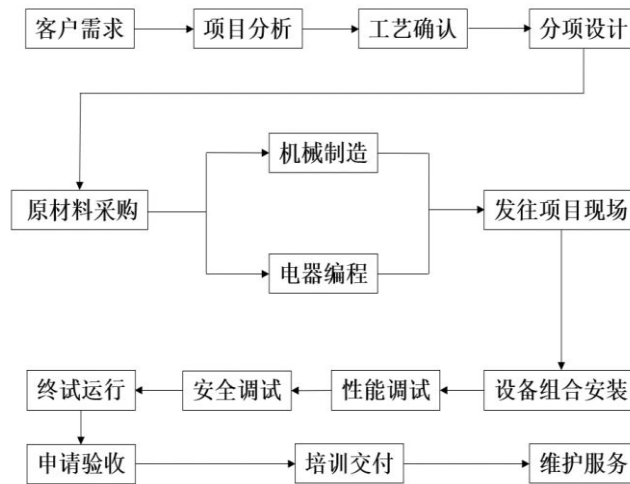 客户需求
项目分析
工艺确认
分项设计
原材料采购
机械制造
电器编程
发往项目现场
设备组合安装
性能调试
安全调试
终试运行
申请验收
培训交付
维护服务